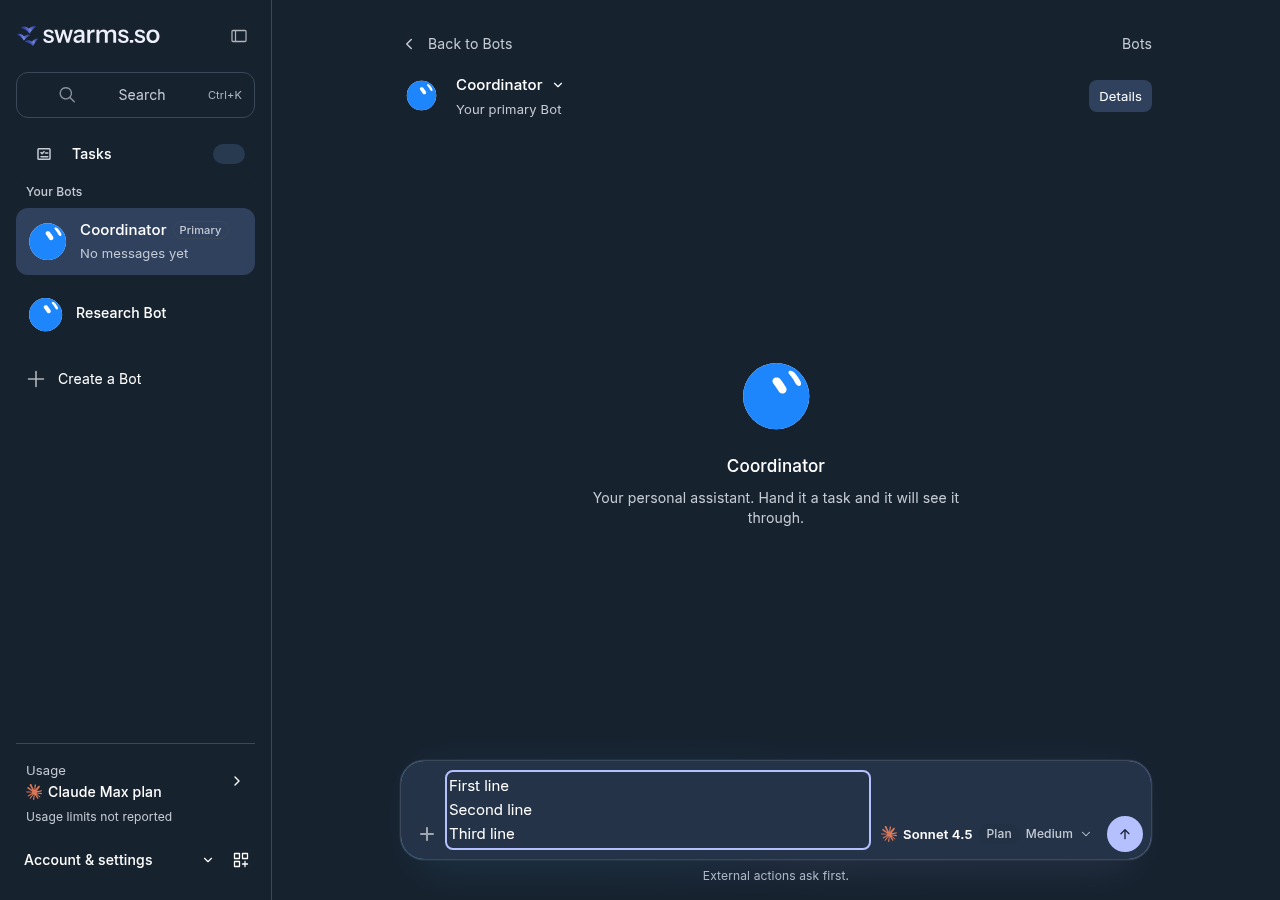 swarms.so
Search Ctrl+K
Tasks
Your Bots
Coordinator Primary
No messages yet
Research Bot
Create a Bot
Usage
Claude Max plan
Usage limits not reported
Account & settings
Back to Bots
Bots
Coordinator
Your primary Bot
Details
Coordinator
Your personal assistant. Hand it a task and it will see it
through.
First line
Second line
Third line
Sonnet 4.5 Plan Medium
External actions ask first.